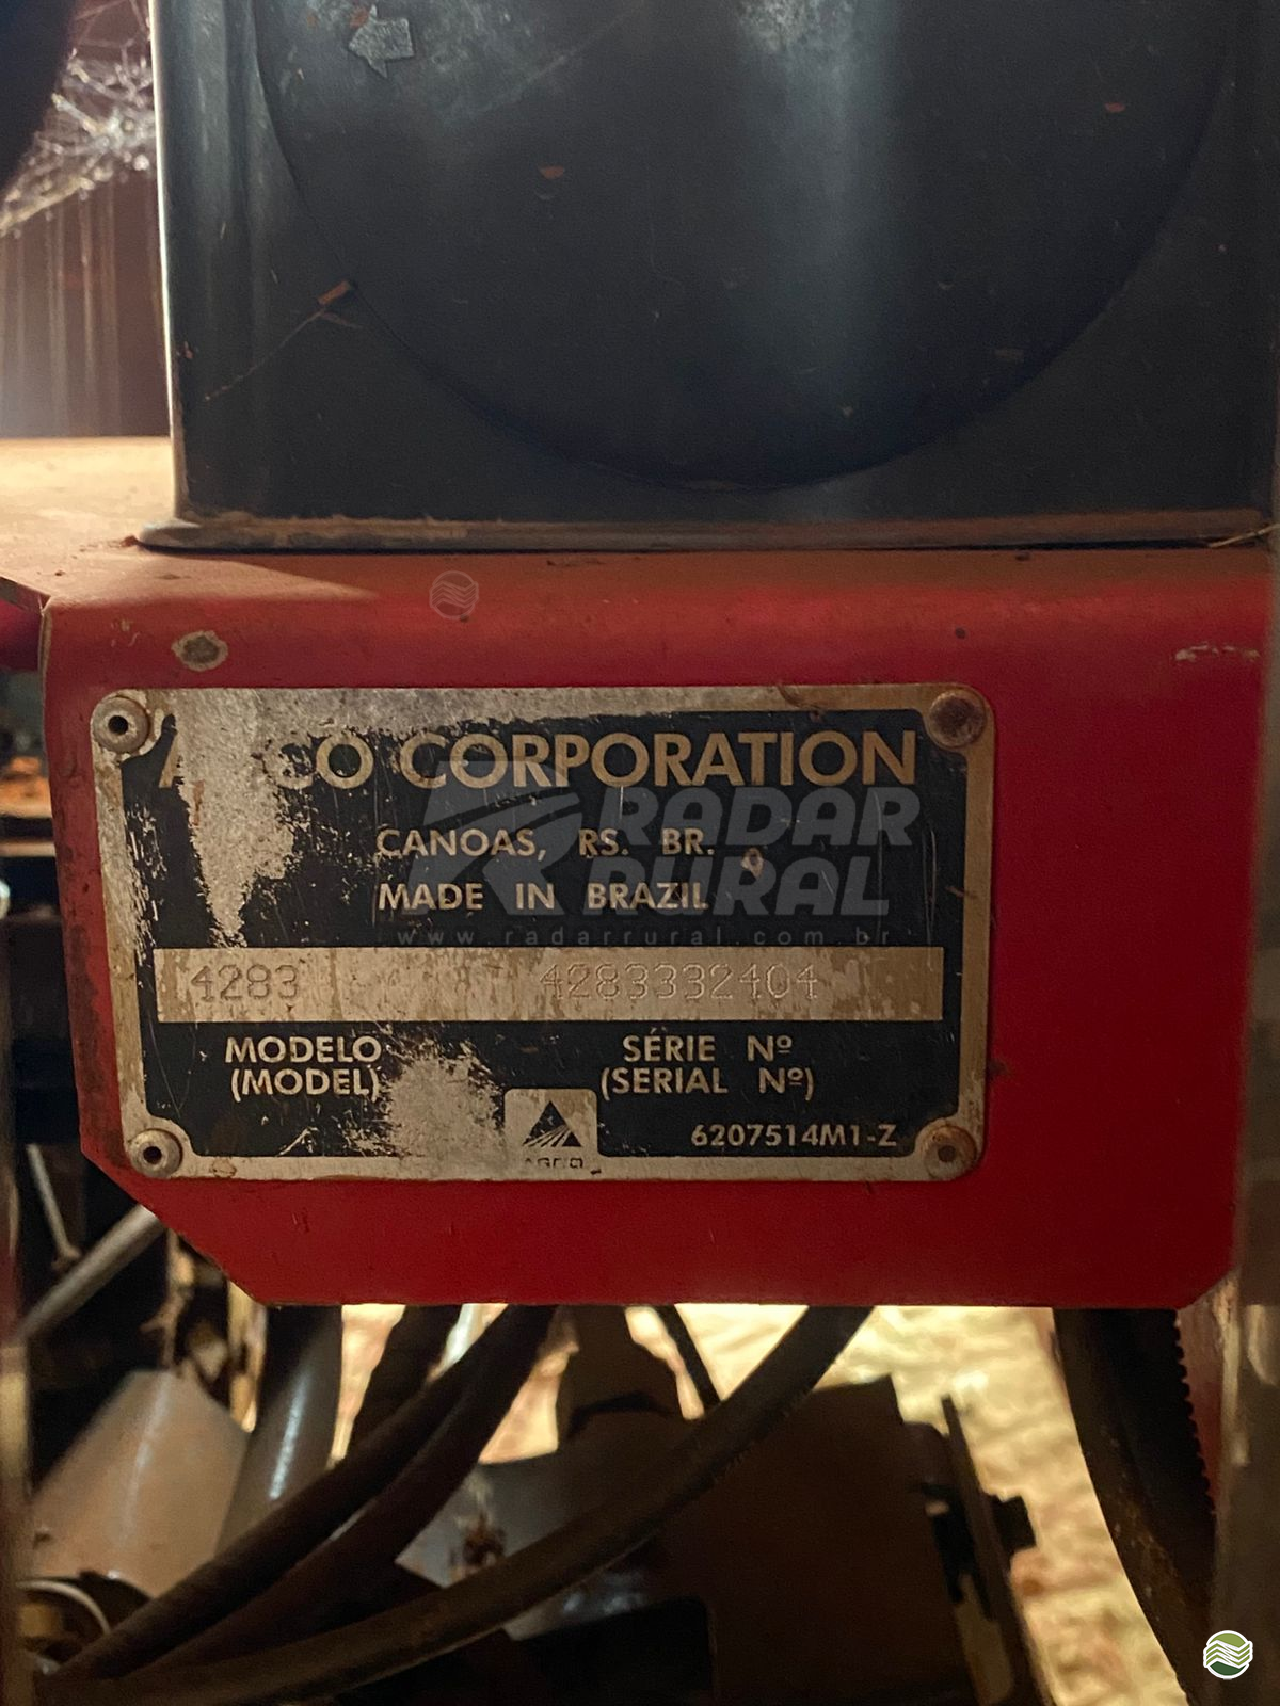 CORPORATION
CANOAS, RS. BR.
MADE IN BRAZIL
RADAR
RURAL
www.radarrural.com.br
4283 4283332404
MODELO SÉRIE Nº
(MODEL) (SERIAL Nº)
6207514M1-Z